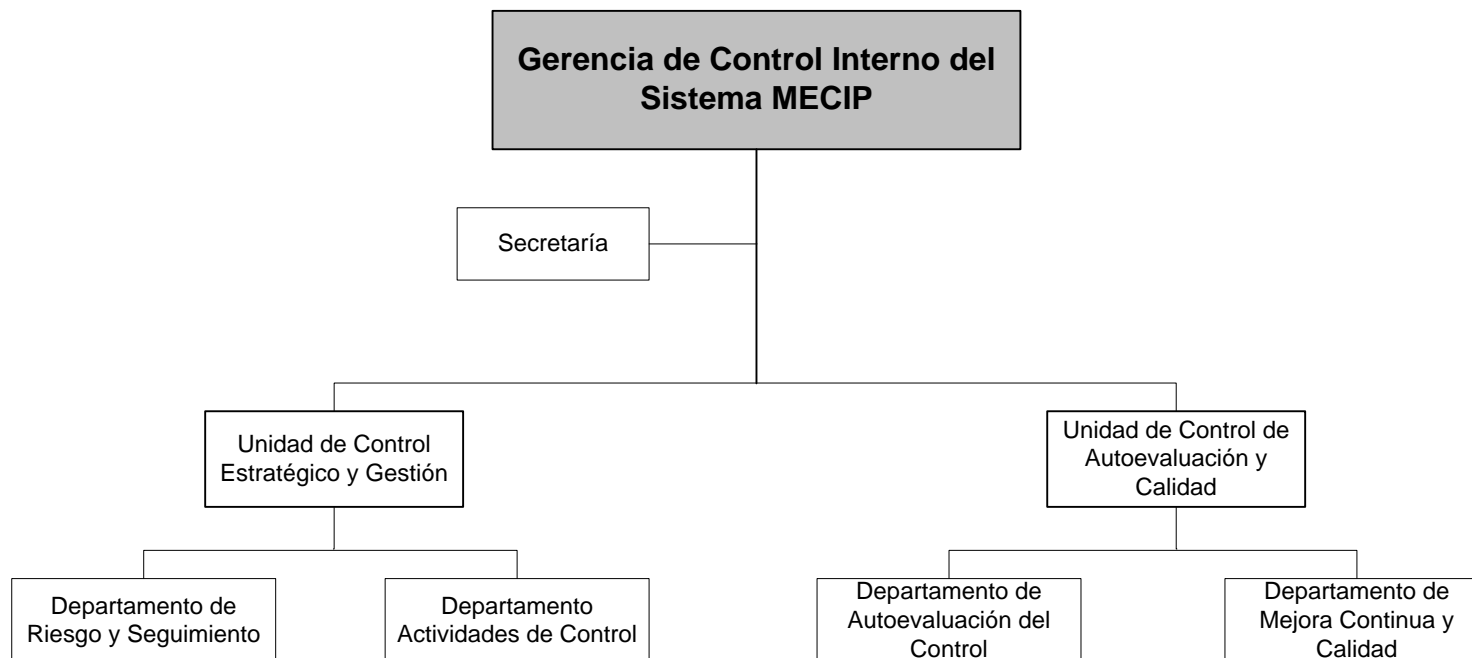 Gerencia de Control Interno del
Sistema MECIP
Secretaría
Unidad de Control
Estratégico y Gestión
Unidad de Control de
Autoevaluación y
Calidad
Departamento de
Riesgo y Seguimiento
Departamento
Actividades de Control
Departamento de
Autoevaluación del
Control
Departamento de
Mejora Continua y
Calidad